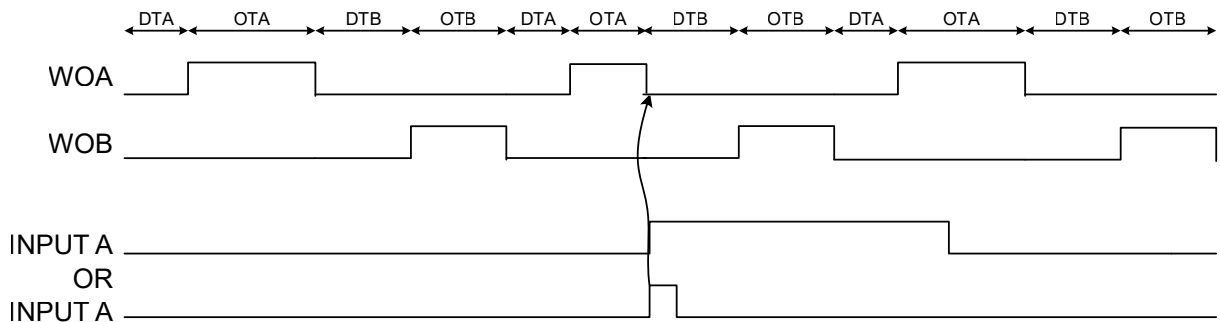 DTA OTA DTB OTB DTA OTA DTB OTB DTA OTA DTB OTB
WOA
WOB
INPUT A
OR
INPUT A